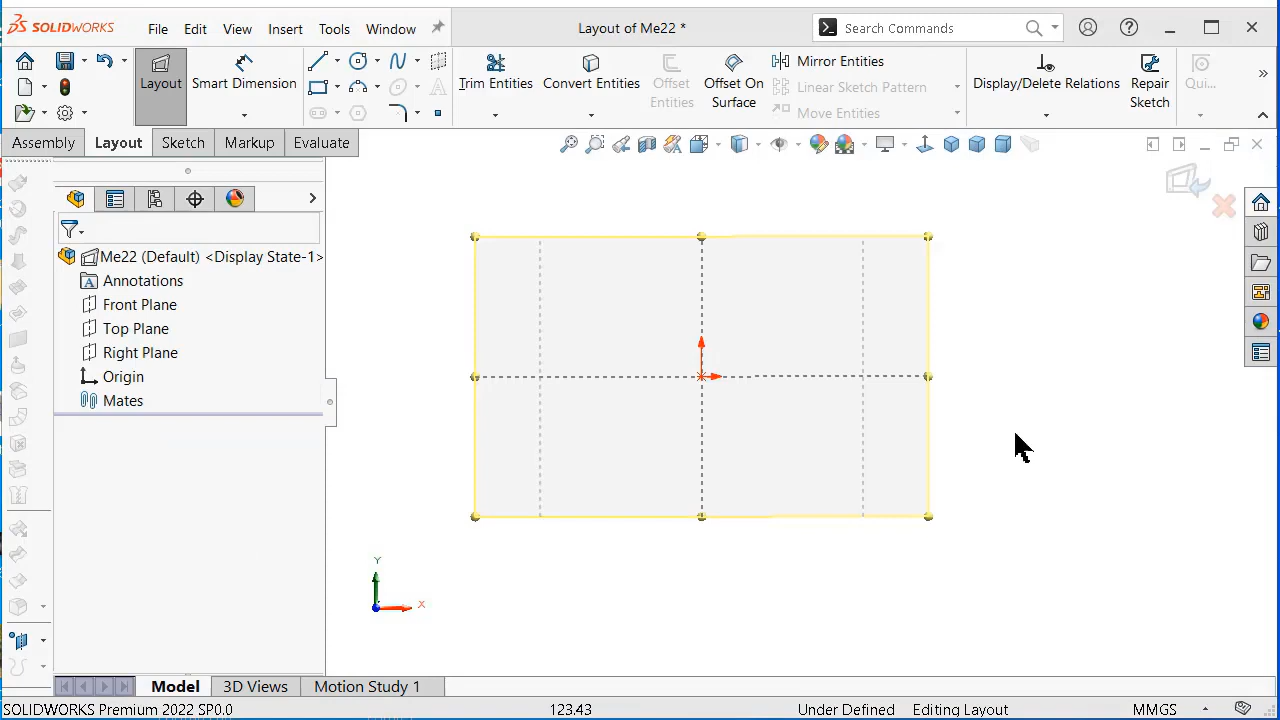 SOLIDWORKS
File Edit View Insert Tools Window
Layout of Me22 *
Search Commands
Layout
Smart Dimension
Trim Entities
Convert Entities
Offset Entities
Offset On Surface
Mirror Entities
Linear Sketch Pattern
Move Entities
Display/Delete Relations
Repair Sketch
Qui...
Assembly Layout Sketch Markup Evaluate
Me22 (Default) <Display State-1>
Annotations
Front Plane
Top Plane
Right Plane
Origin
Mates
Y
X
Model 3D Views Motion Study 1
SOLIDWORKS Premium 2022 SP0.0 123.43 Under Defined Editing Layout MMGS